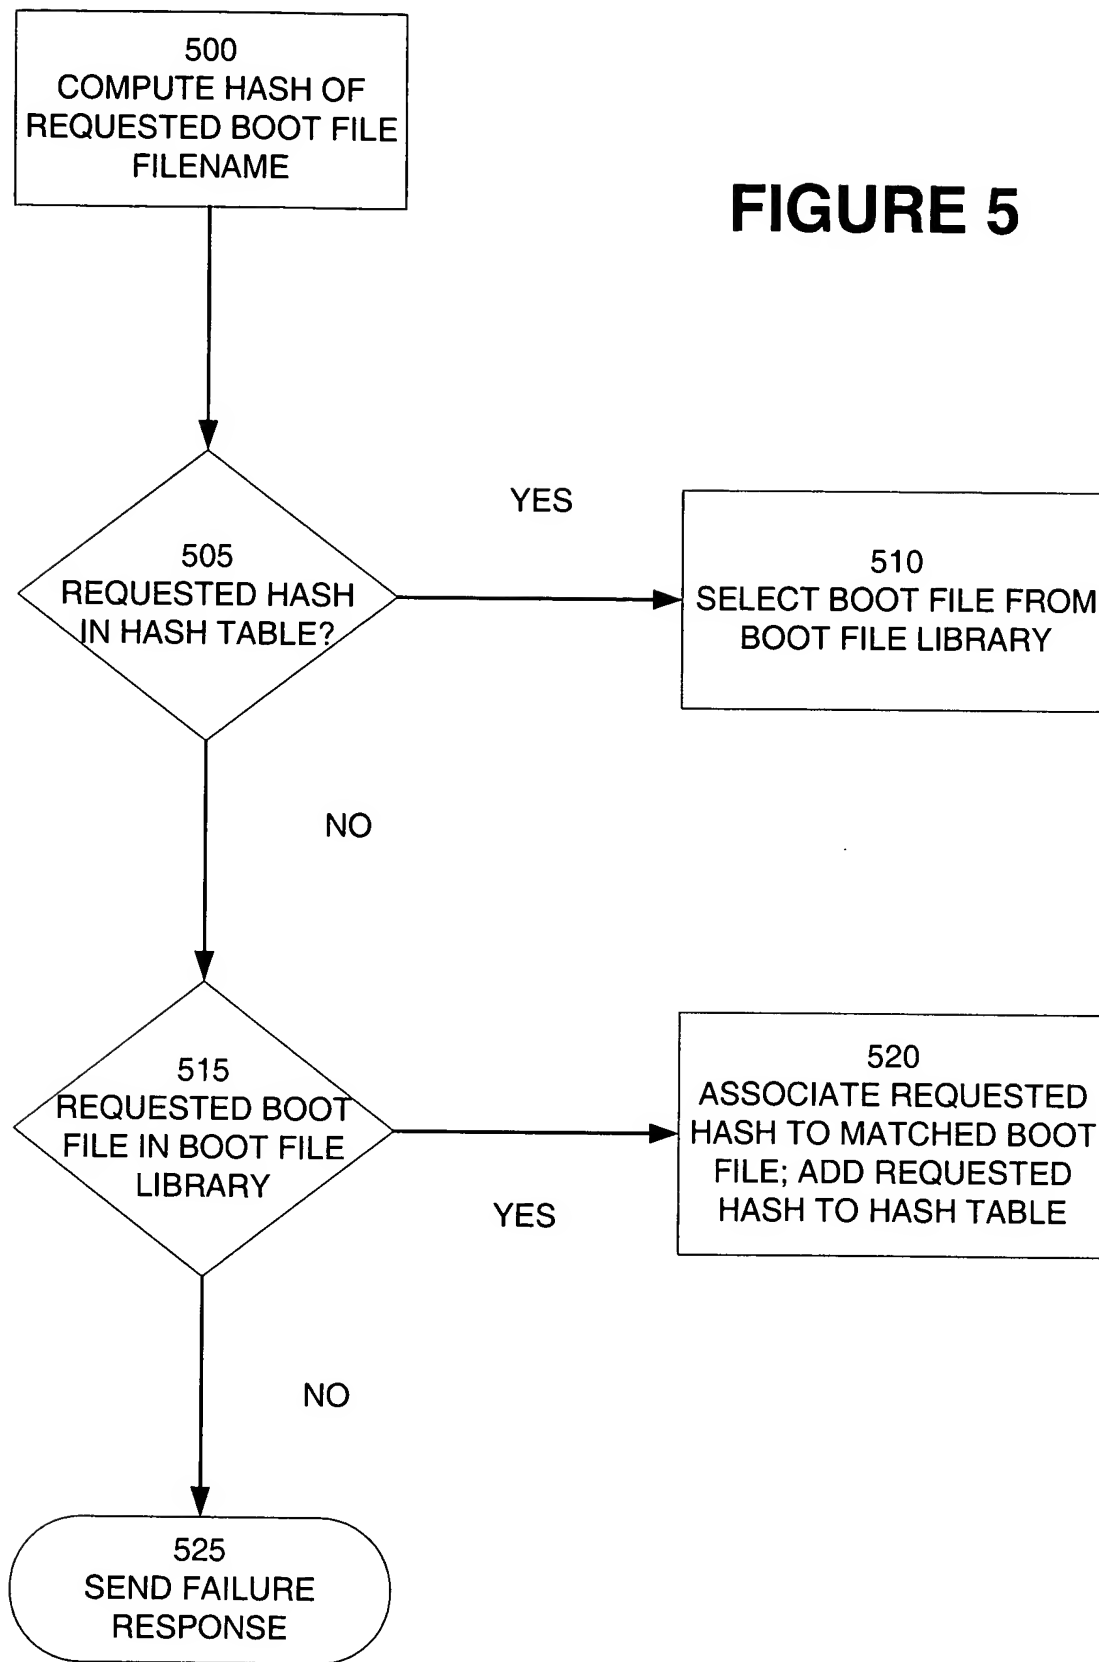 500
COMPUTE HASH OF
REQUESTED BOOT FILE
FILENAME
FIGURE 5
505
REQUESTED HASH
IN HASH TABLE?
YES
510
SELECT BOOT FILE FROM
BOOT FILE LIBRARY
NO
515
REQUESTED BOOT
FILE IN BOOT FILE
LIBRARY
YES
520
ASSOCIATE REQUESTED
HASH TO MATCHED BOOT
FILE; ADD REQUESTED
HASH TO HASH TABLE
NO
525
SEND FAILURE
RESPONSE